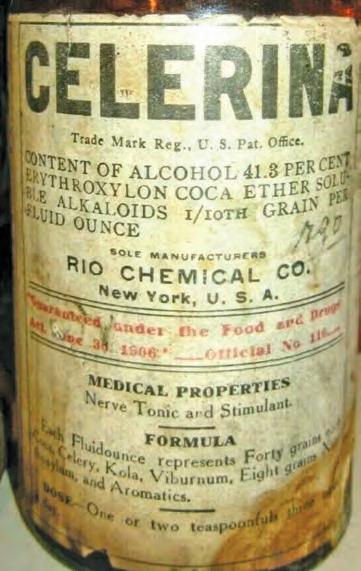 CELERINA
Trade Mark Reg., U. S. Pat. Office.
CONTENT OF ALCOHOL 41.3 PER CENT
ERYTHROXYLON COCA ETHER SOLU-
BLE ALKALOIDS 1/10TH GRAIN PER
FLUID OUNCE
SOLE MANUFACTURERS
RIO CHEMICAL CO.
New York, U. S. A.
"Guaranteed under the Food and Drugs
Act, June 30, 1906." Official No
MEDICAL PROPERTIES
Nerve Tonic and Stimulant.
FORMULA
Each Fluidounce represents Forty grains
Coca, Celery, Kola, Viburnum, Eight grains
and Aromatics.
DOSE—One or two teaspoonfuls three